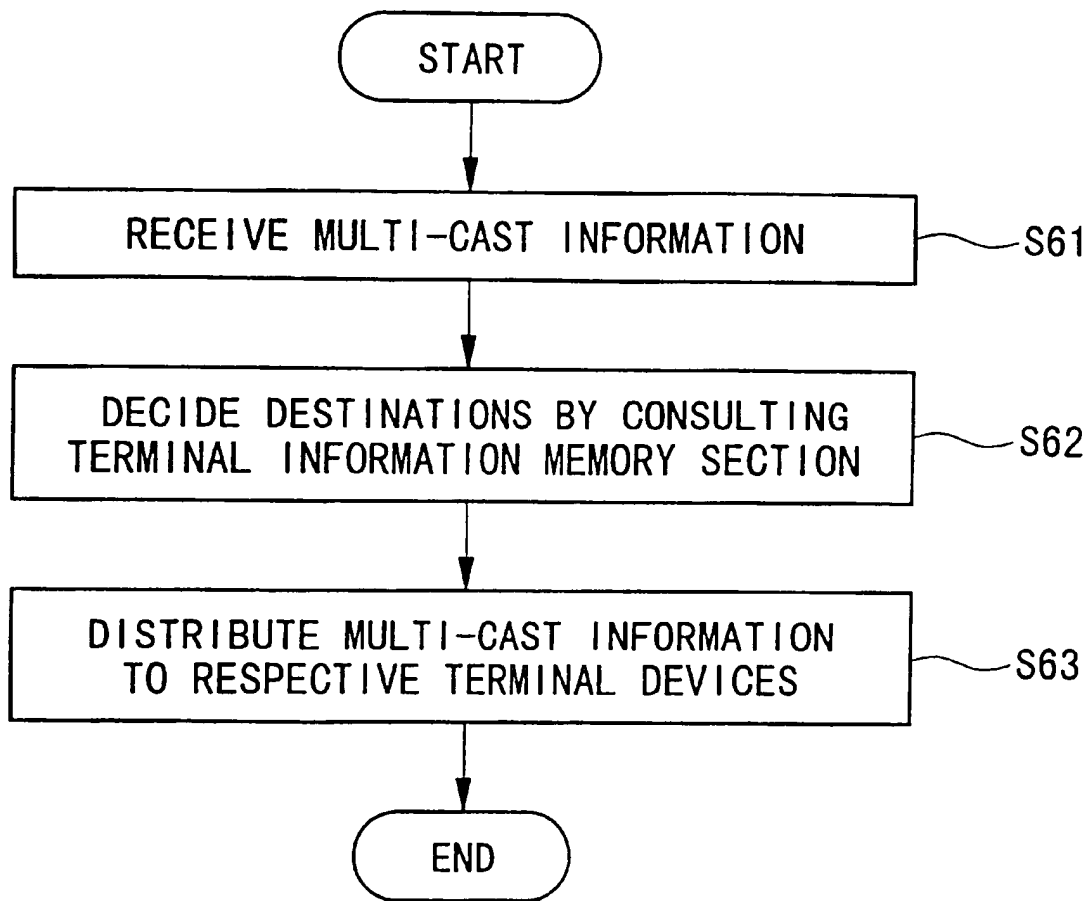 START
RECEIVE MULTI-CAST INFORMATION
S61
DECIDE DESTINATIONS BY CONSULTING
TERMINAL INFORMATION MEMORY SECTION
S62
DISTRIBUTE MULTI-CAST INFORMATION
TO RESPECTIVE TERMINAL DEVICES
S63
END